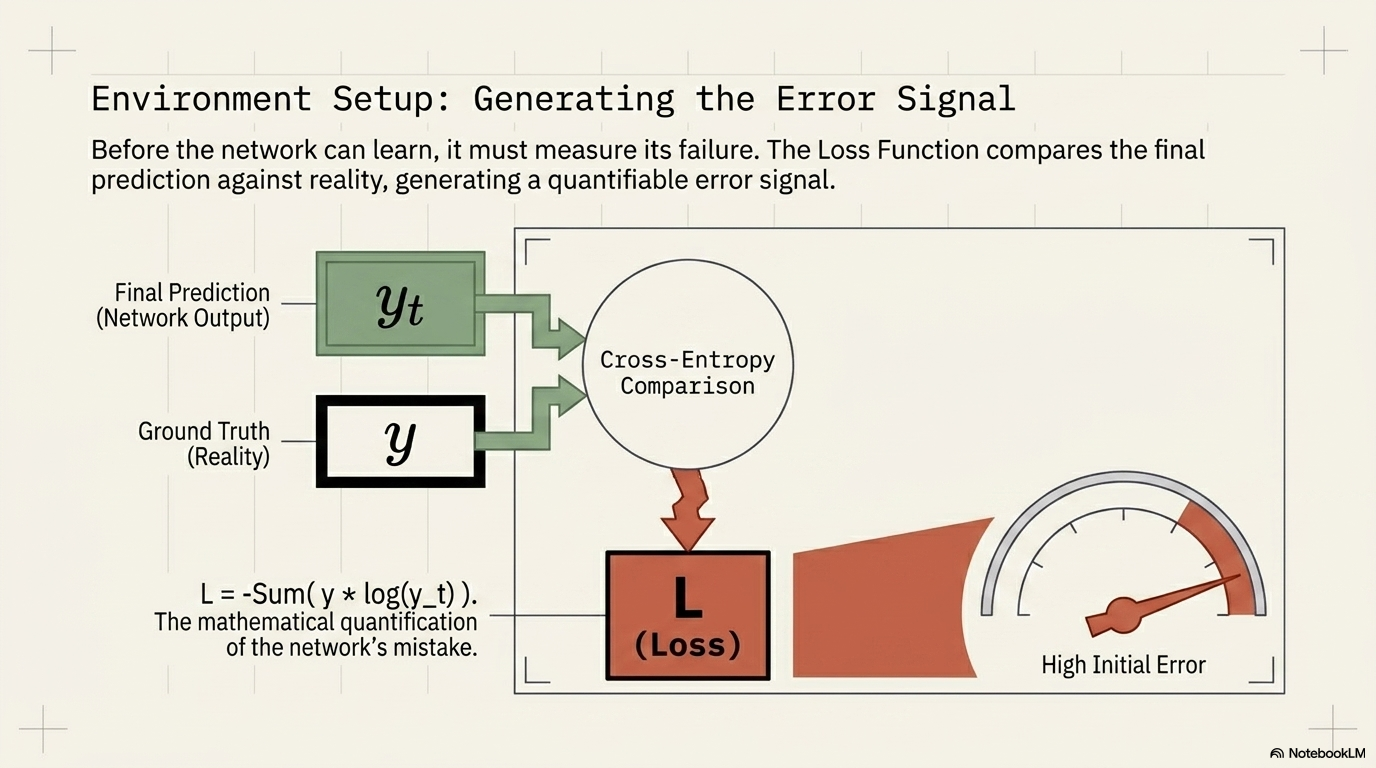 Environment Setup: Generating the Error Signal
Before the network can learn, it must measure its failure. The Loss Function compares the final
prediction against reality, generating a quantifiable error signal.
Final Prediction
(Network Output)
y_t
Cross-Entropy
Comparison
Ground Truth
(Reality)
y
L = -Sum( y * log(y_t) ).
The mathematical quantification
of the network's mistake.
L
(Loss)
High Initial Error
NotebookLM